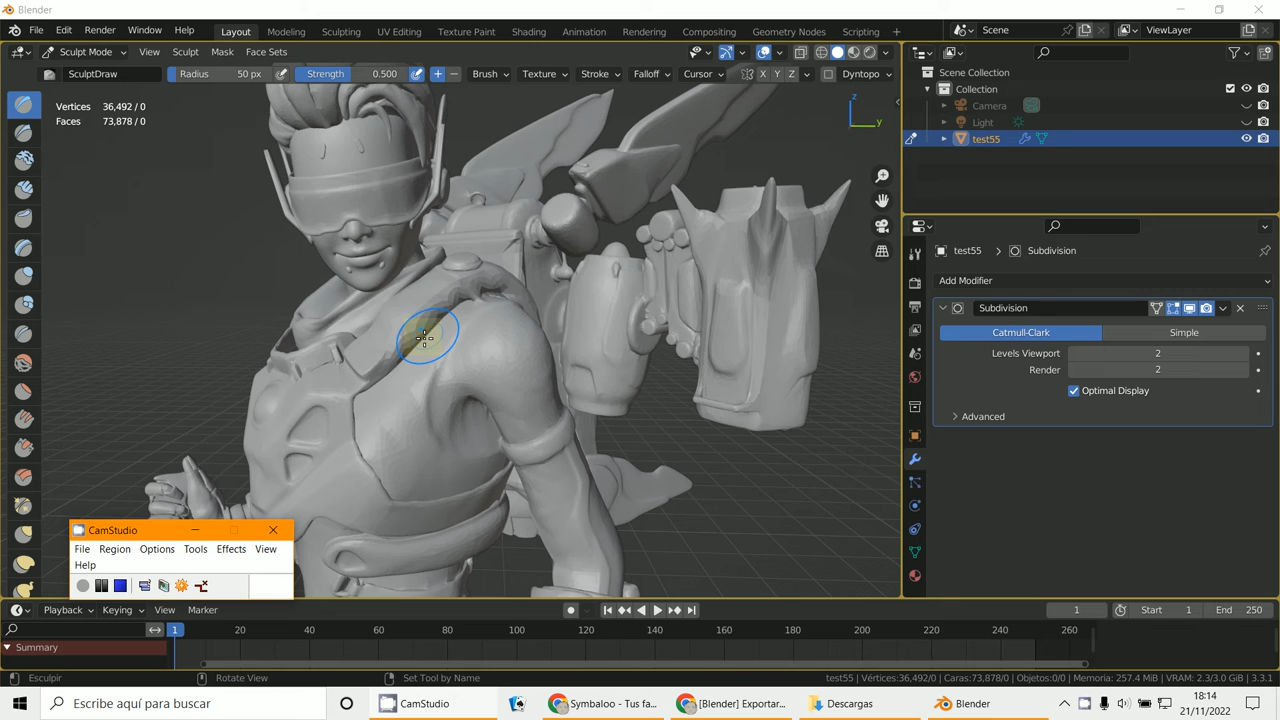 Blender
File Edit Render Window Help Layout Modeling Sculpting UV Editing Texture Paint Shading Animation Rendering Compositing Geometry Nodes Scripting + Scene ViewLayer
Sculpt Mode View Sculpt Mask Face Sets
SculptDraw Radius 50 px Strength 0.500 + − Brush Texture Stroke Falloff Cursor X Y Z Dyntopo
Vertices 36,492 / 0
Faces 73,878 / 0
z
y
Scene Collection
Collection
Camera
Light
test55
test55 > Subdivision
Add Modifier
Subdivision
Catmull-Clark Simple
Levels Viewport 2
Render 2
Optimal Display
Advanced
CamStudio
File Region Options Tools Effects View
Help
Playback Keying View Marker 1 Start 1 End 250
1 20 40 60 80 100 120 140 160 180 200 220 240 260
Summary
Esculpir Rotate View Set Tool by Name test55 | Vértices:36,492/0 | Caras:73,878/0 | Objetos:0/0 | Memoria: 257.4 MiB | VRAM: 2.3/3.0 GiB | 3.3.1
Escribe aquí para buscar CamStudio Symbaloo - Tus fa... [Blender] Exportar... Descargas Blender 18:14
21/11/2022